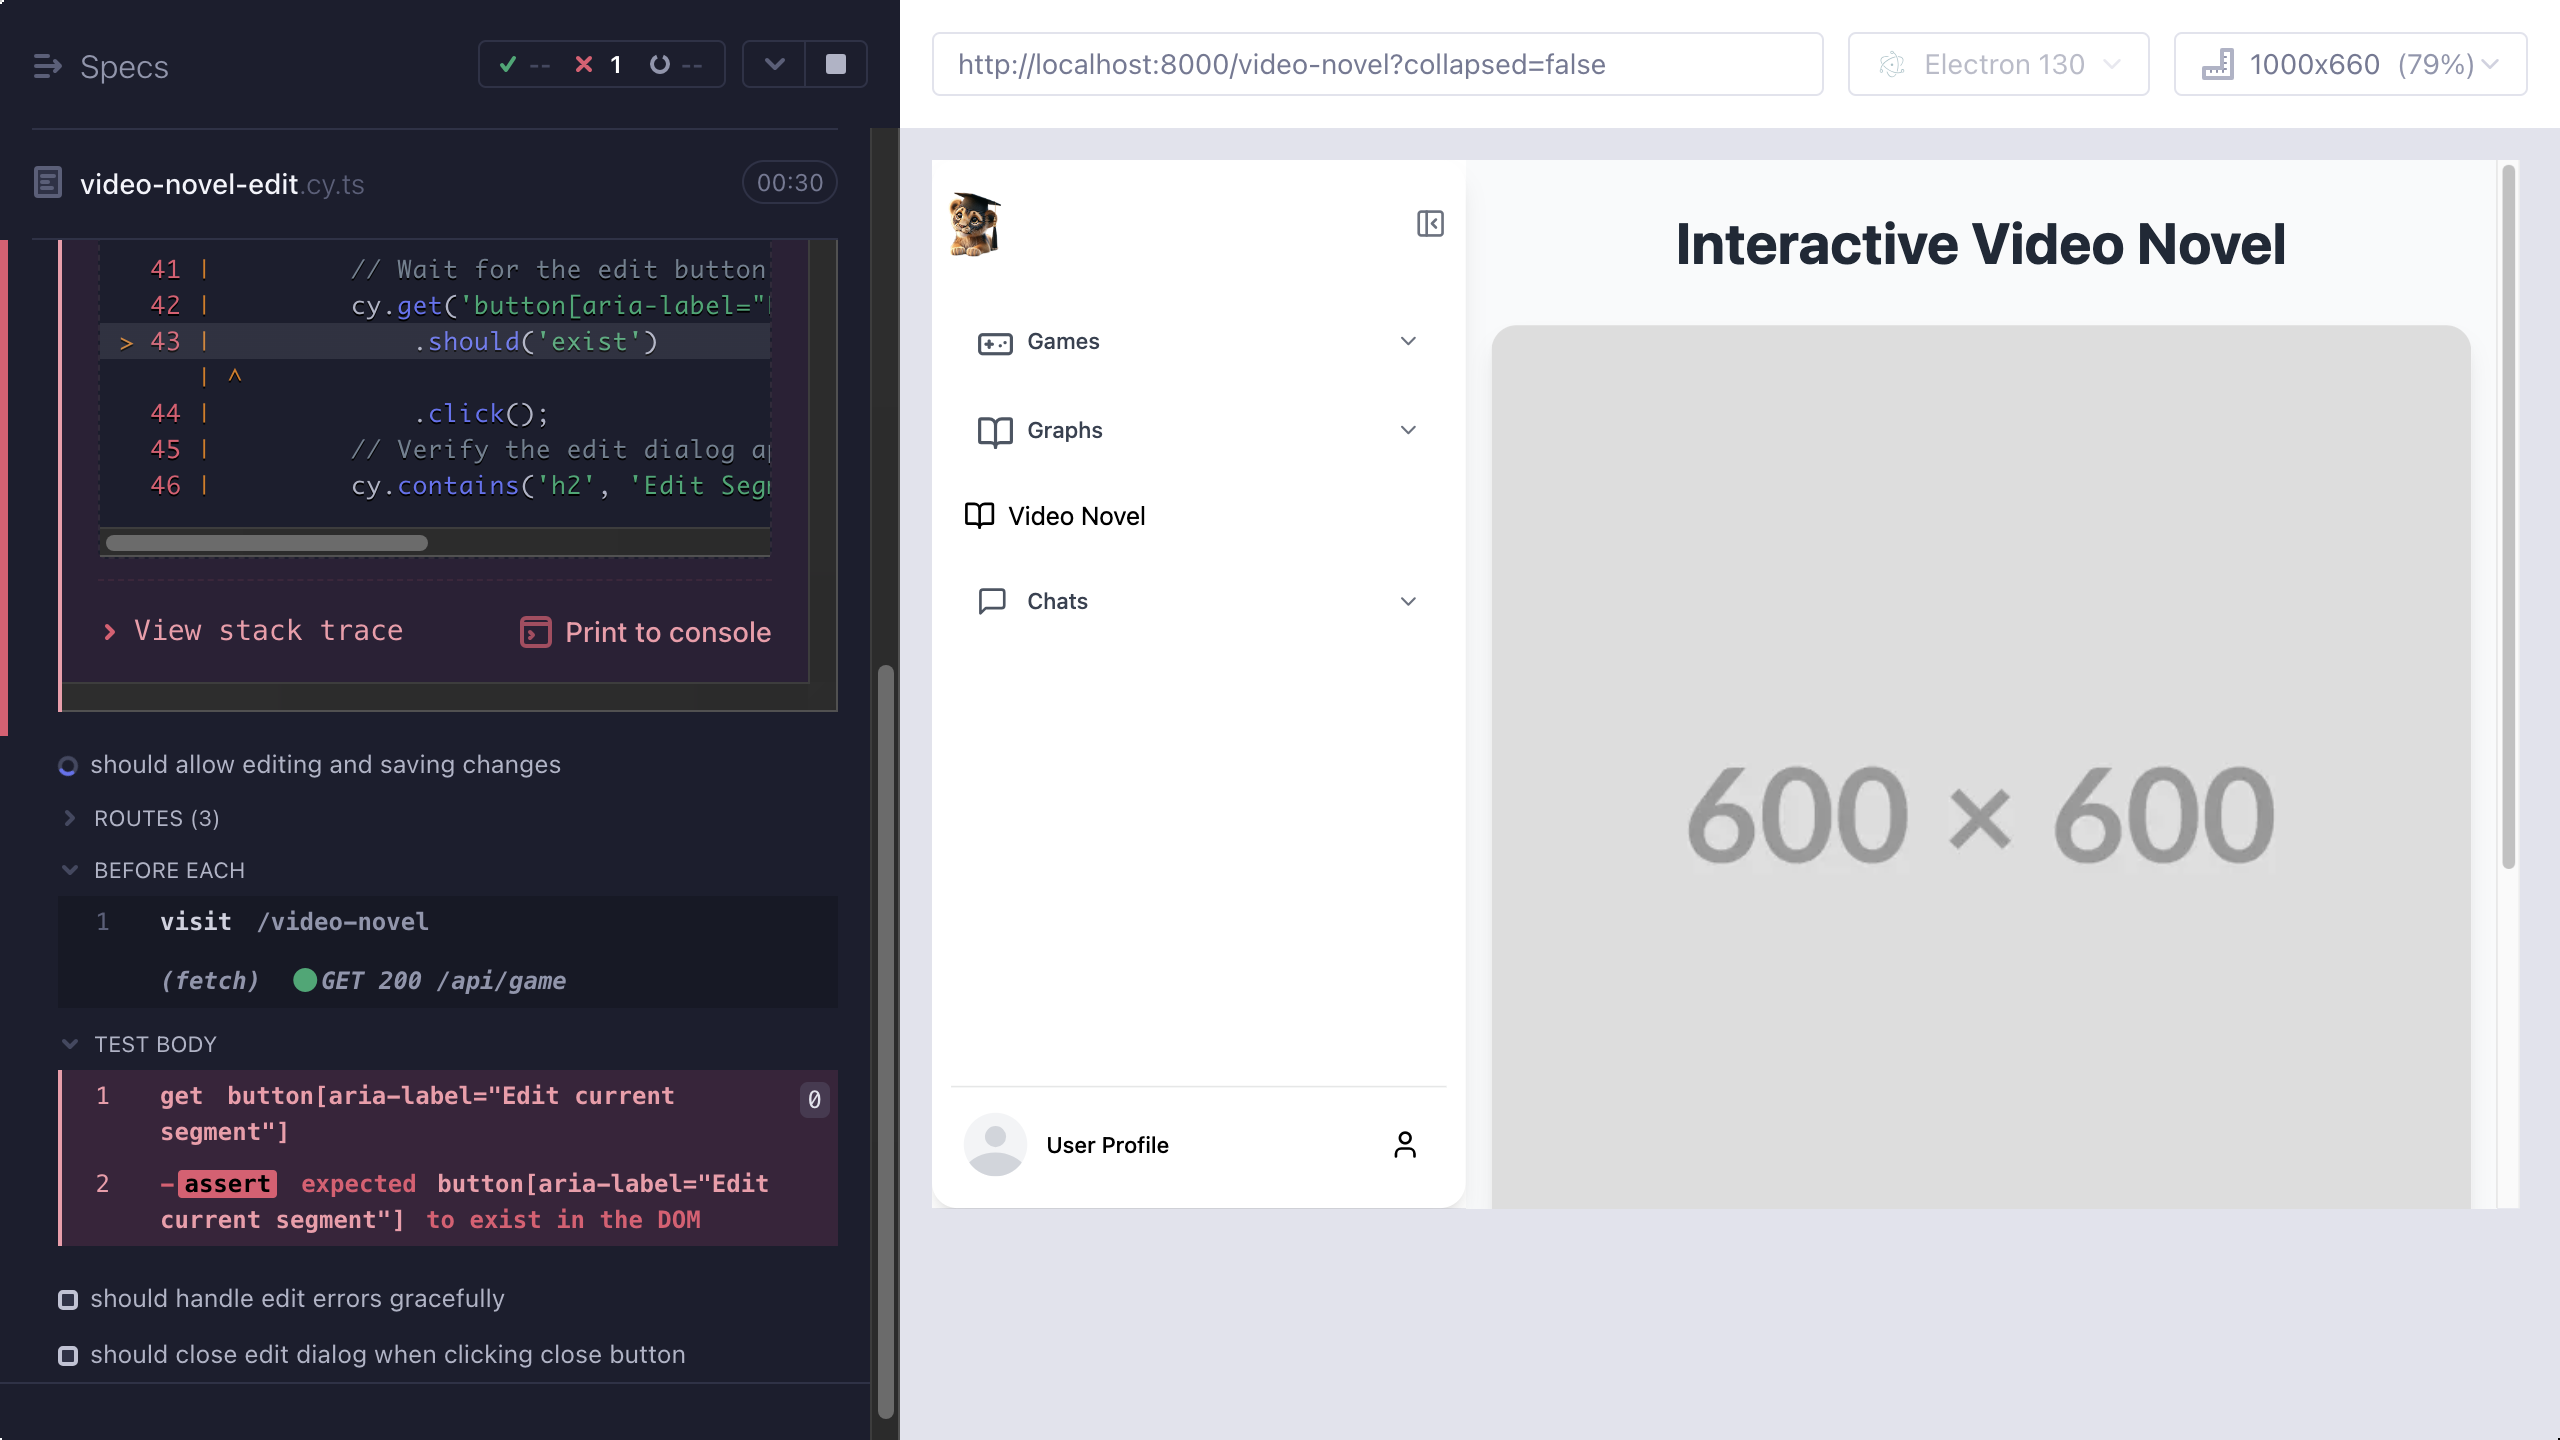 Specs
-- 1 --
video-novel-edit.cy.ts
00:30
41 | // Wait for the edit button
42 | cy.get('button[aria-label="
> 43 | .should('exist')
| ^
44 | .click();
45 | // Verify the edit dialog
46 | cy.contains('h2', 'Edit
View stack trace
Print to console
should allow editing and saving changes
ROUTES (3)
BEFORE EACH
1 visit /video-novel
(fetch) GET 200 /api/game
TEST BODY
1 get button[aria-label="Edit current
segment"]
0
2 -assert expected button[aria-label="Edit
current segment"] to exist in the DOM
should handle edit errors gracefully
should close edit dialog when clicking close button
http://localhost:8000/video-novel?collapsed=false
Electron 130
1000x660 (79%)
Games
Graphs
Video Novel
Chats
User Profile
Interactive Video Novel
600 × 600